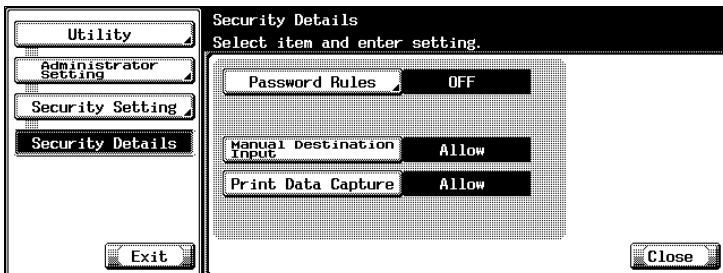 Utility
Administrator
Setting
Security Setting
Security Details
Exit
Security Details
Select item and enter setting.
Password Rules
OFF
Manual Destination
Input
Allow
Print Data Capture
Allow
Close